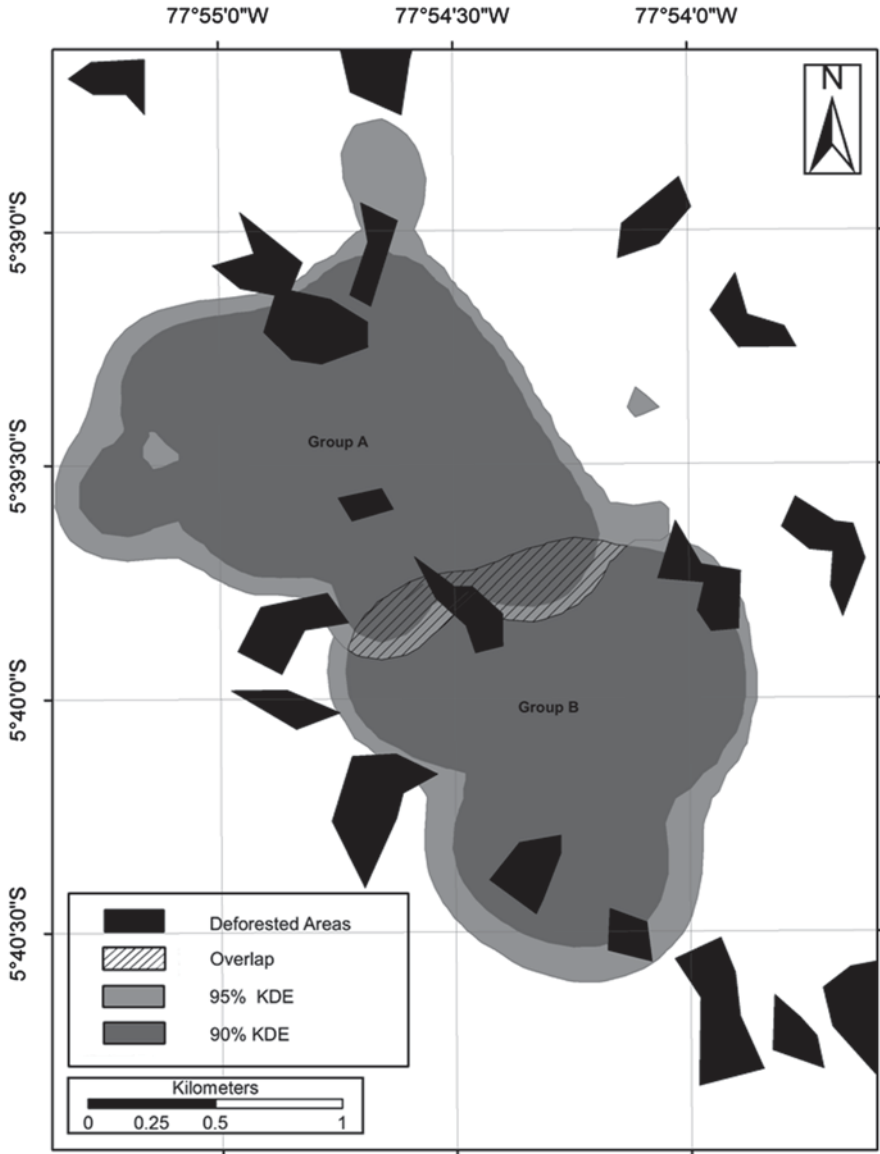 77°55'0"W 77°54'30"W 77°54'0"W
N
5°39'0"S
5°39'30"S
5°40'0"S
5°40'30"S
Group A
Group B
Deforested Areas
Overlap
95% KDE
90% KDE
Kilometers
0 0.25 0.5 1